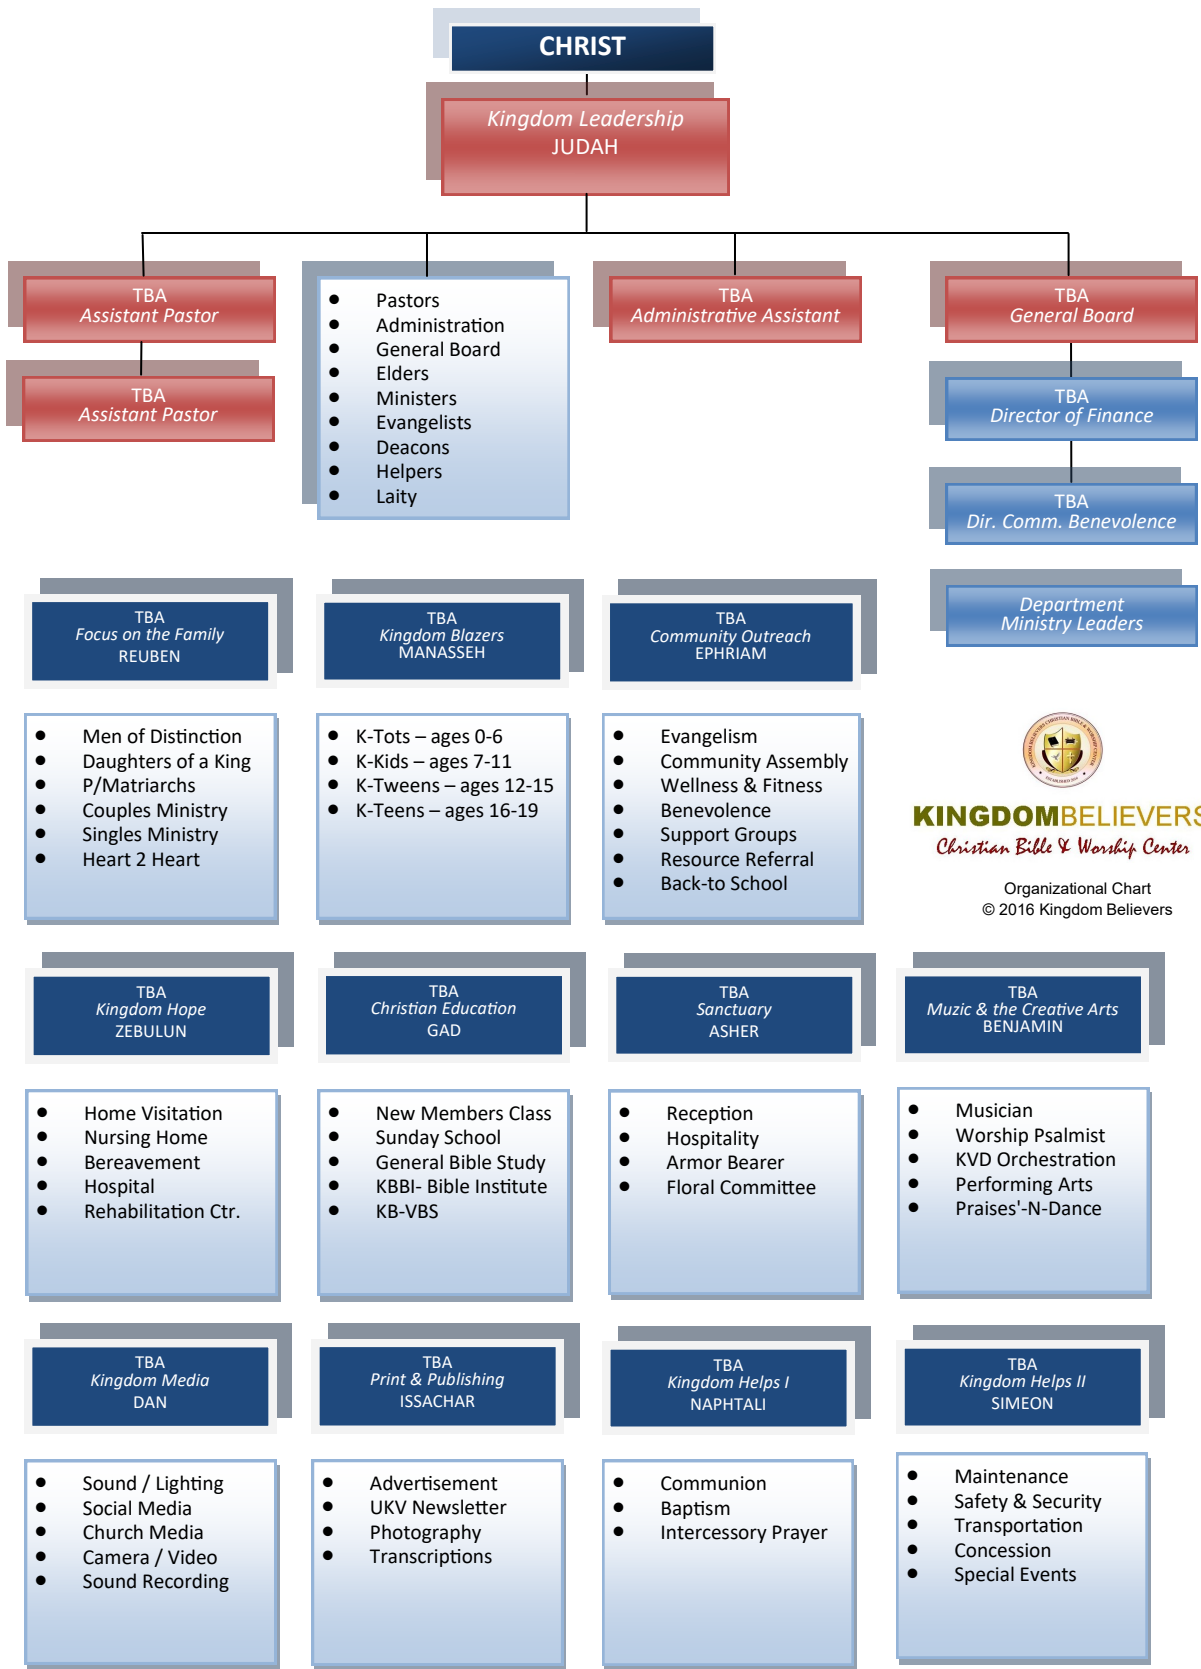 CHRIST
Kingdom Leadership
JUDAH
TBA
Assistant Pastor
TBA
Assistant Pastor
• Pastors
• Administration
• General Board
• Elders
• Ministers
• Evangelists
• Deacons
• Helpers
• Laity
TBA
Administrative Assistant
TBA
General Board
TBA
Director of Finance
TBA
Dir. Comm. Benevolence
Department
Ministry Leaders
TBA
Focus on the Family
REUBEN
• Men of Distinction
• Daughters of a King
• P/Matriarchs
• Couples Ministry
• Singles Ministry
• Heart 2 Heart
TBA
Kingdom Blazers
MANASSEH
• K-Tots – ages 0-6
• K-Kids – ages 7-11
• K-Tweens – ages 12-15
• K-Teens – ages 16-19
TBA
Community Outreach
EPHRIAM
• Evangelism
• Community Assembly
• Wellness & Fitness
• Benevolence
• Support Groups
• Resource Referral
• Back-to School
KINGDOMBELIEVERS
Christian Bible & Worship Center
Organizational Chart
© 2016 Kingdom Believers
TBA
Kingdom Hope
ZEBULUN
• Home Visitation
• Nursing Home
• Bereavement
• Hospital
• Rehabilitation Ctr.
TBA
Christian Education
GAD
• New Members Class
• Sunday School
• General Bible Study
• KBBI- Bible Institute
• KB-VBS
TBA
Sanctuary
ASHER
• Reception
• Hospitality
• Armor Bearer
• Floral Committee
TBA
Muzic & the Creative Arts
BENJAMIN
• Musician
• Worship Psalmist
• KVD Orchestration
• Performing Arts
• Praises'-N-Dance
TBA
Kingdom Media
DAN
• Sound / Lighting
• Social Media
• Church Media
• Camera / Video
• Sound Recording
TBA
Print & Publishing
ISSACHAR
• Advertisement
• UKV Newsletter
• Photography
• Transcriptions
TBA
Kingdom Helps I
NAPHTALI
• Communion
• Baptism
• Intercessory Prayer
TBA
Kingdom Helps II
SIMEON
• Maintenance
• Safety & Security
• Transportation
• Concession
• Special Events